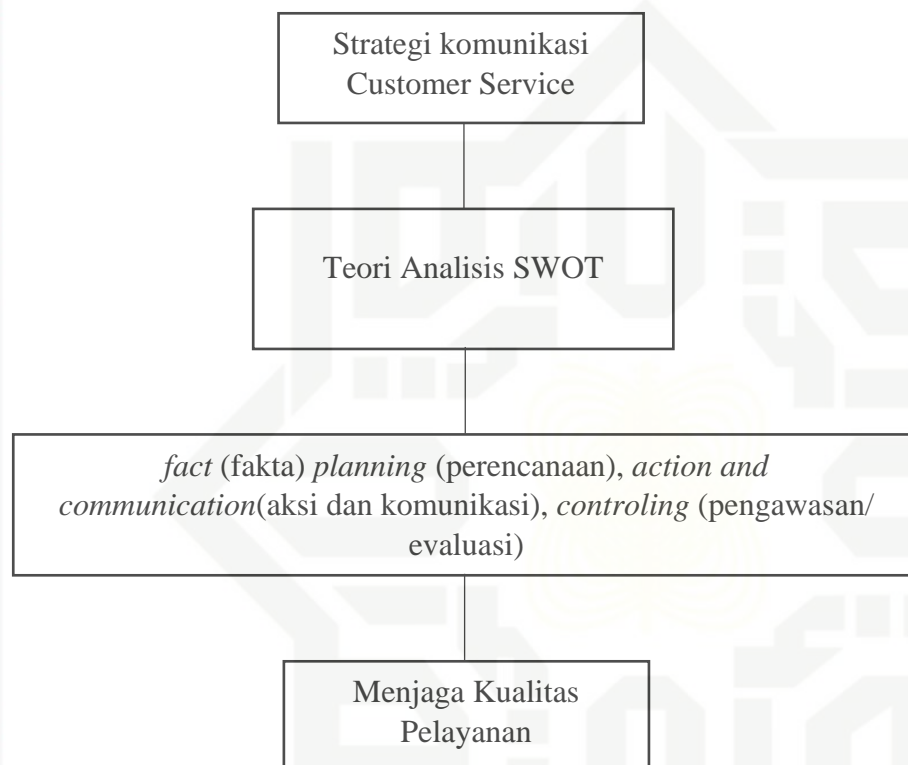 Strategi komunikasi
Customer Service
Teori Analisis SWOT
fact (fakta) planning (perencanaan), action and
communication(aksi dan komunikasi), controling (pengawasan/
evaluasi)
Menjaga Kualitas
Pelayanan